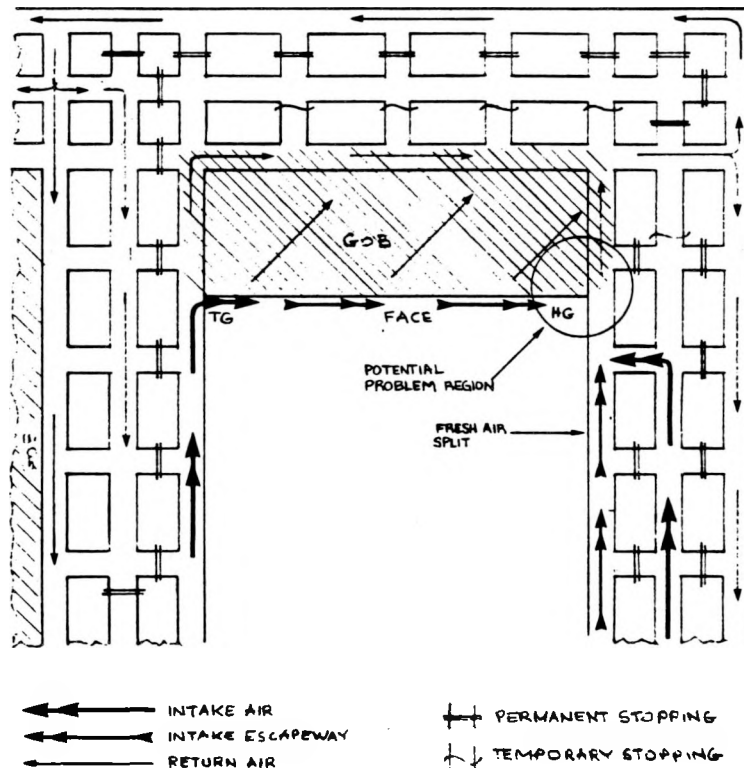 GOB
TG
FACE
HG
POTENTIAL
PROBLEM REGION
FRESH AIR
SPLIT
INTAKE AIR
INTAKE ESCAPEWAY
RETURN AIR
PERMANENT STOPPING
TEMPORARY STOPPING